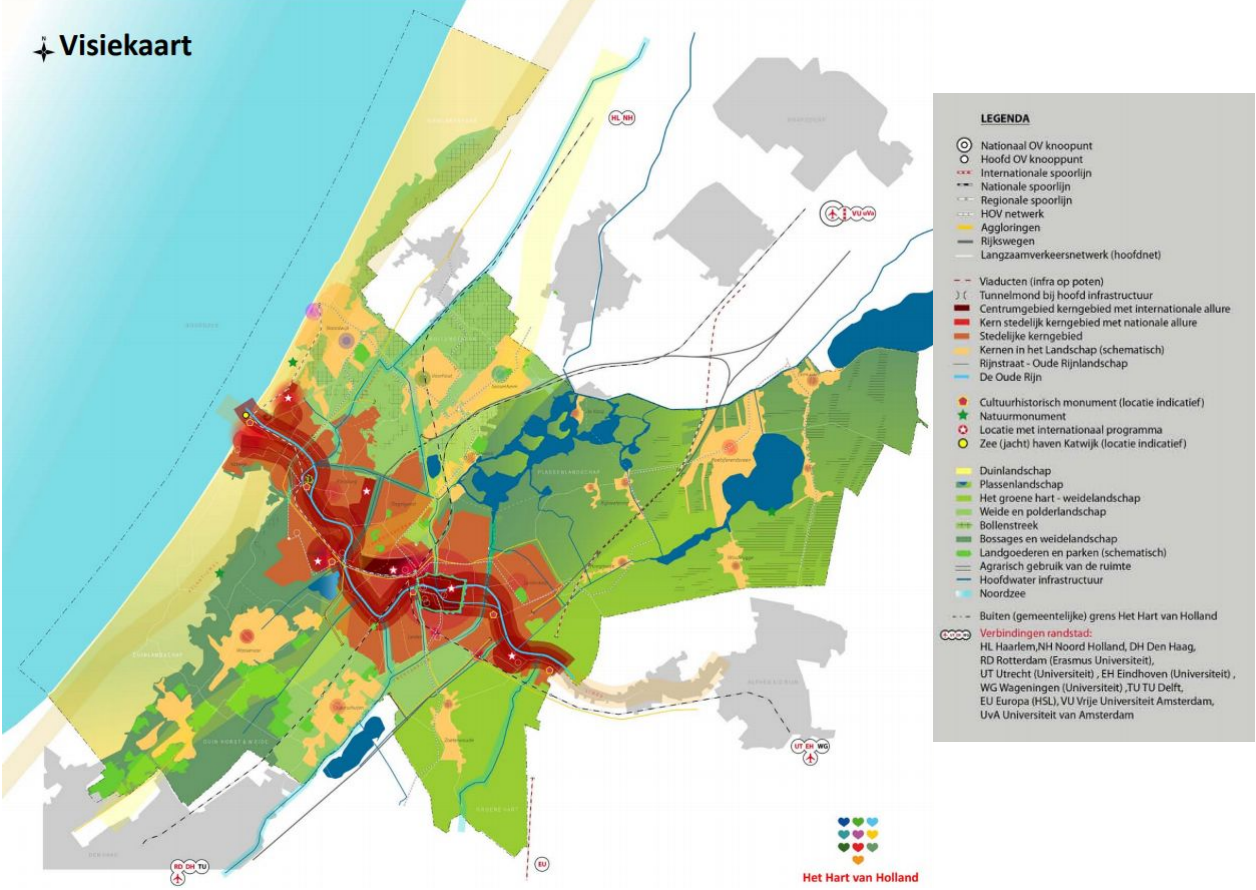 N
Visiekaart
HL NH
VU uVa
PLASSENLANDSCHAP
DUINLANDSCHAP
DUIN HORST & WEIDE
GROENE HART
UT EH WG
RD DH TU
EU
Het Hart van Holland
LEGENDA
Nationaal OV knoopunt
Hoofd OV knooppunt
Internationale spoorlijn
Nationale spoorlijn
Regionale spoorlijn
HOV netwerk
Aggloringen
Rijkswegen
Langzaamverkeersnetwerk (hoofdnet)
Viaducten (infra op poten)
Tunnelmond bij hoofd infrastructuur
Centrumgebied kerngebied met internationale allure
Kern stedelijk kerngebied met nationale allure
Stedelijke kerngebied
Kernen in het Landschap (schematisch)
Rijnstraat - Oude Rijnlandschap
De Oude Rijn
Cultuurhistorisch monument (locatie indicatief)
Natuurmonument
Locatie met internationaal programma
Zee (jacht) haven Katwijk (locatie indicatief)
Duinlandschap
Plassenlandschap
Het groene hart - weidelandschap
Weide en polderlandschap
Bollenstreek
Bossages en weidelandschap
Landgoederen en parken (schematisch)
Agrarisch gebruik van de ruimte
Hoofdwater infrastructuur
Noordzee
Buiten (gemeentelijke) grens Het Hart van Holland
Verbindingen randstad:
HL Haarlem,NH Noord Holland, DH Den Haag,
RD Rotterdam (Erasmus Universiteit),
UT Utrecht (Universiteit) , EH Eindhoven (Universiteit) ,
WG Wageningen (Universiteit) ,TU TU Delft,
EU Europa (HSL), VU Vrije Universiteit Amsterdam,
UvA Universiteit van Amsterdam